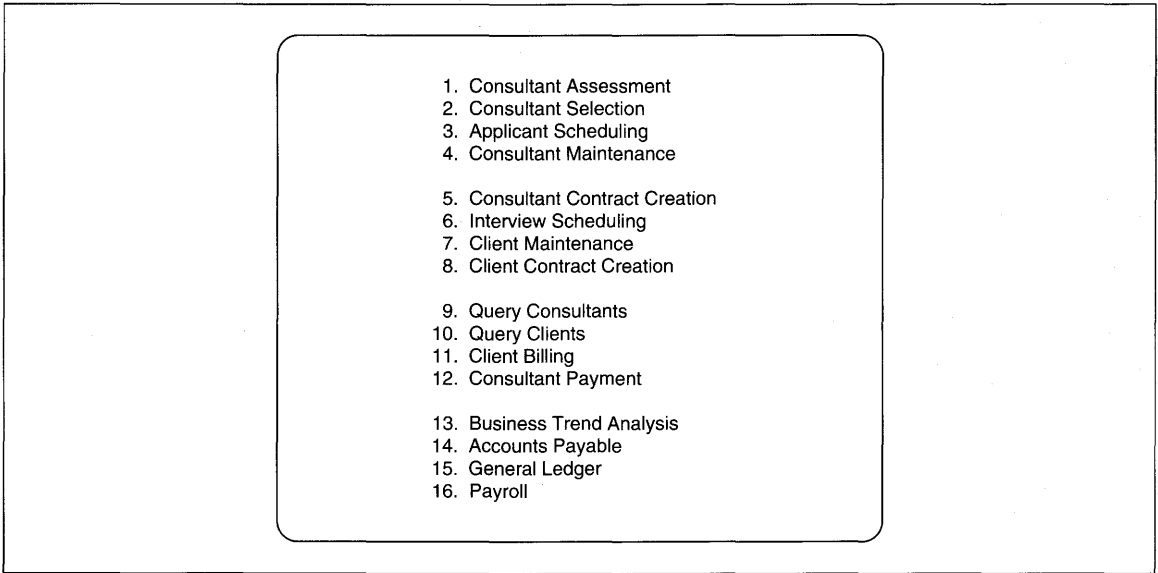 1. Consultant Assessment
2. Consultant Selection
3. Applicant Scheduling
4. Consultant Maintenance
5. Consultant Contract Creation
6. Interview Scheduling
7. Client Maintenance
8. Client Contract Creation
9. Query Consultants
10. Query Clients
11. Client Billing
12. Consultant Payment
13. Business Trend Analysis
14. Accounts Payable
15. General Ledger
16. Payroll